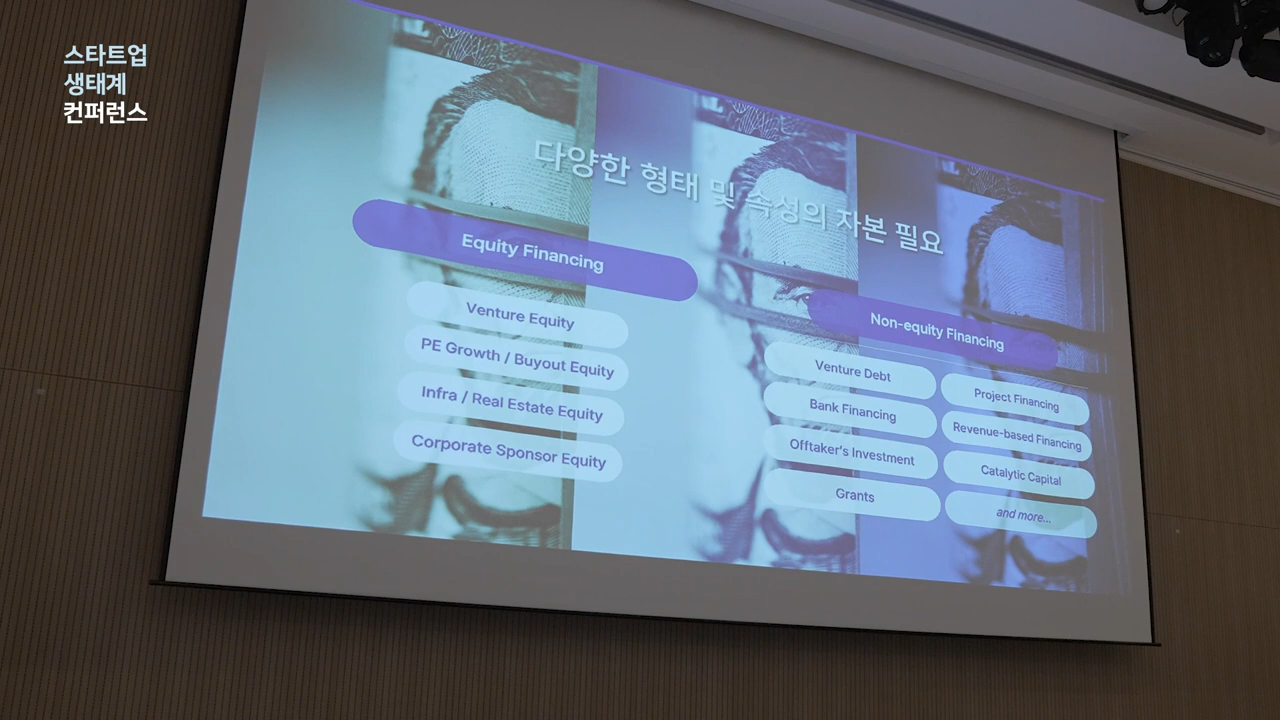 스타트업
생태계
컨퍼런스
다양한 형태 및 속성의 자본 필요
Equity Financing
Venture Equity
PE Growth / Buyout Equity
Infra / Real Estate Equity
Corporate Sponsor Equity
Non-equity Financing
Venture Debt
Bank Financing
Offtaker's Investment
Grants
Project Financing
Revenue-based Financing
Catalytic Capital
and more...